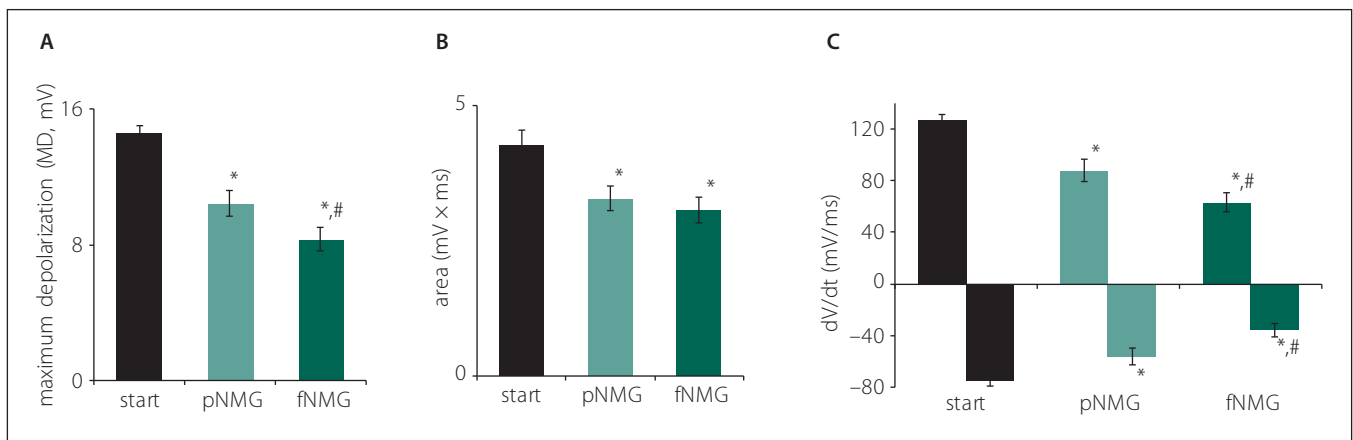 A
maximum depolarization (MD, mV)
16
8
0
*
*,#
start pNMG fNMG
B
area (mV × ms)
5
0
*
*
start pNMG fNMG
C
dV/dt (mV/ms)
120
80
40
0
−40
−80
*
*,#
*
*,#
start pNMG fNMG